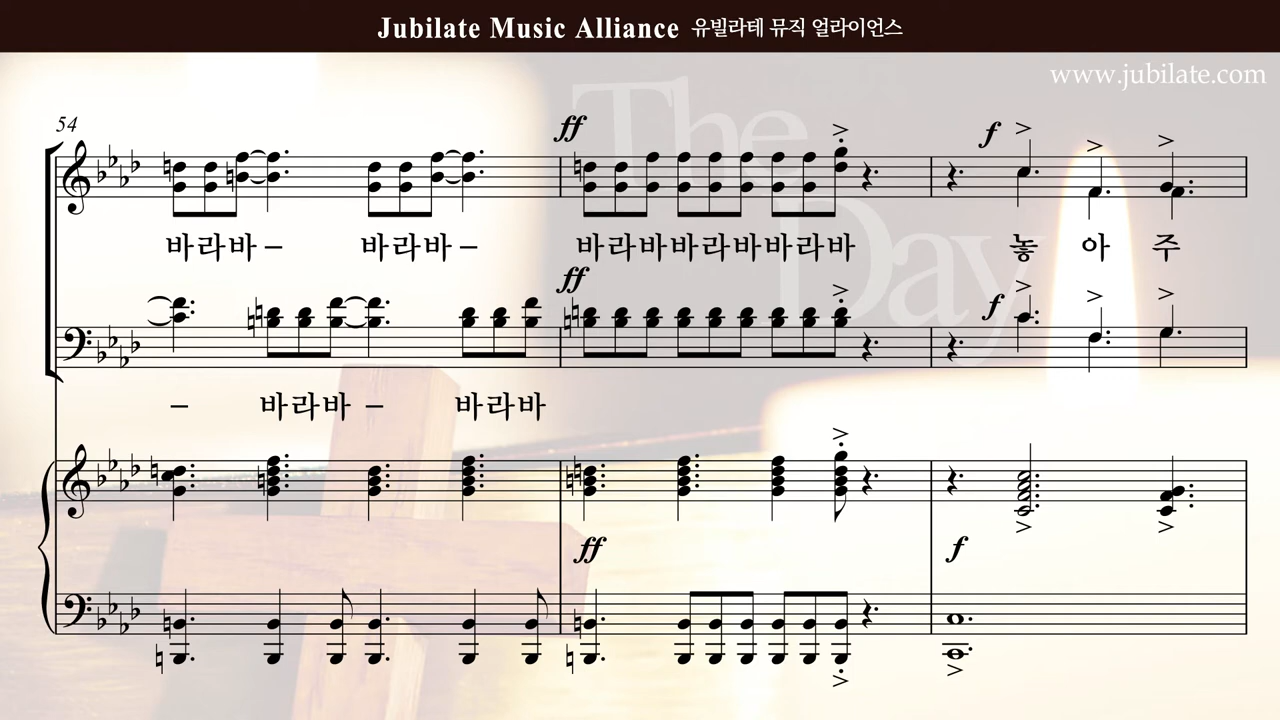 Jubilate Music Alliance 유빌라테 뮤직 얼라이언스
www.jubilate.com
The
Day
54
ff
f
바라바– 바라바– 바라바바라바바라바 놓 아 주
ff
f
– 바라바 – 바라바
ff
f